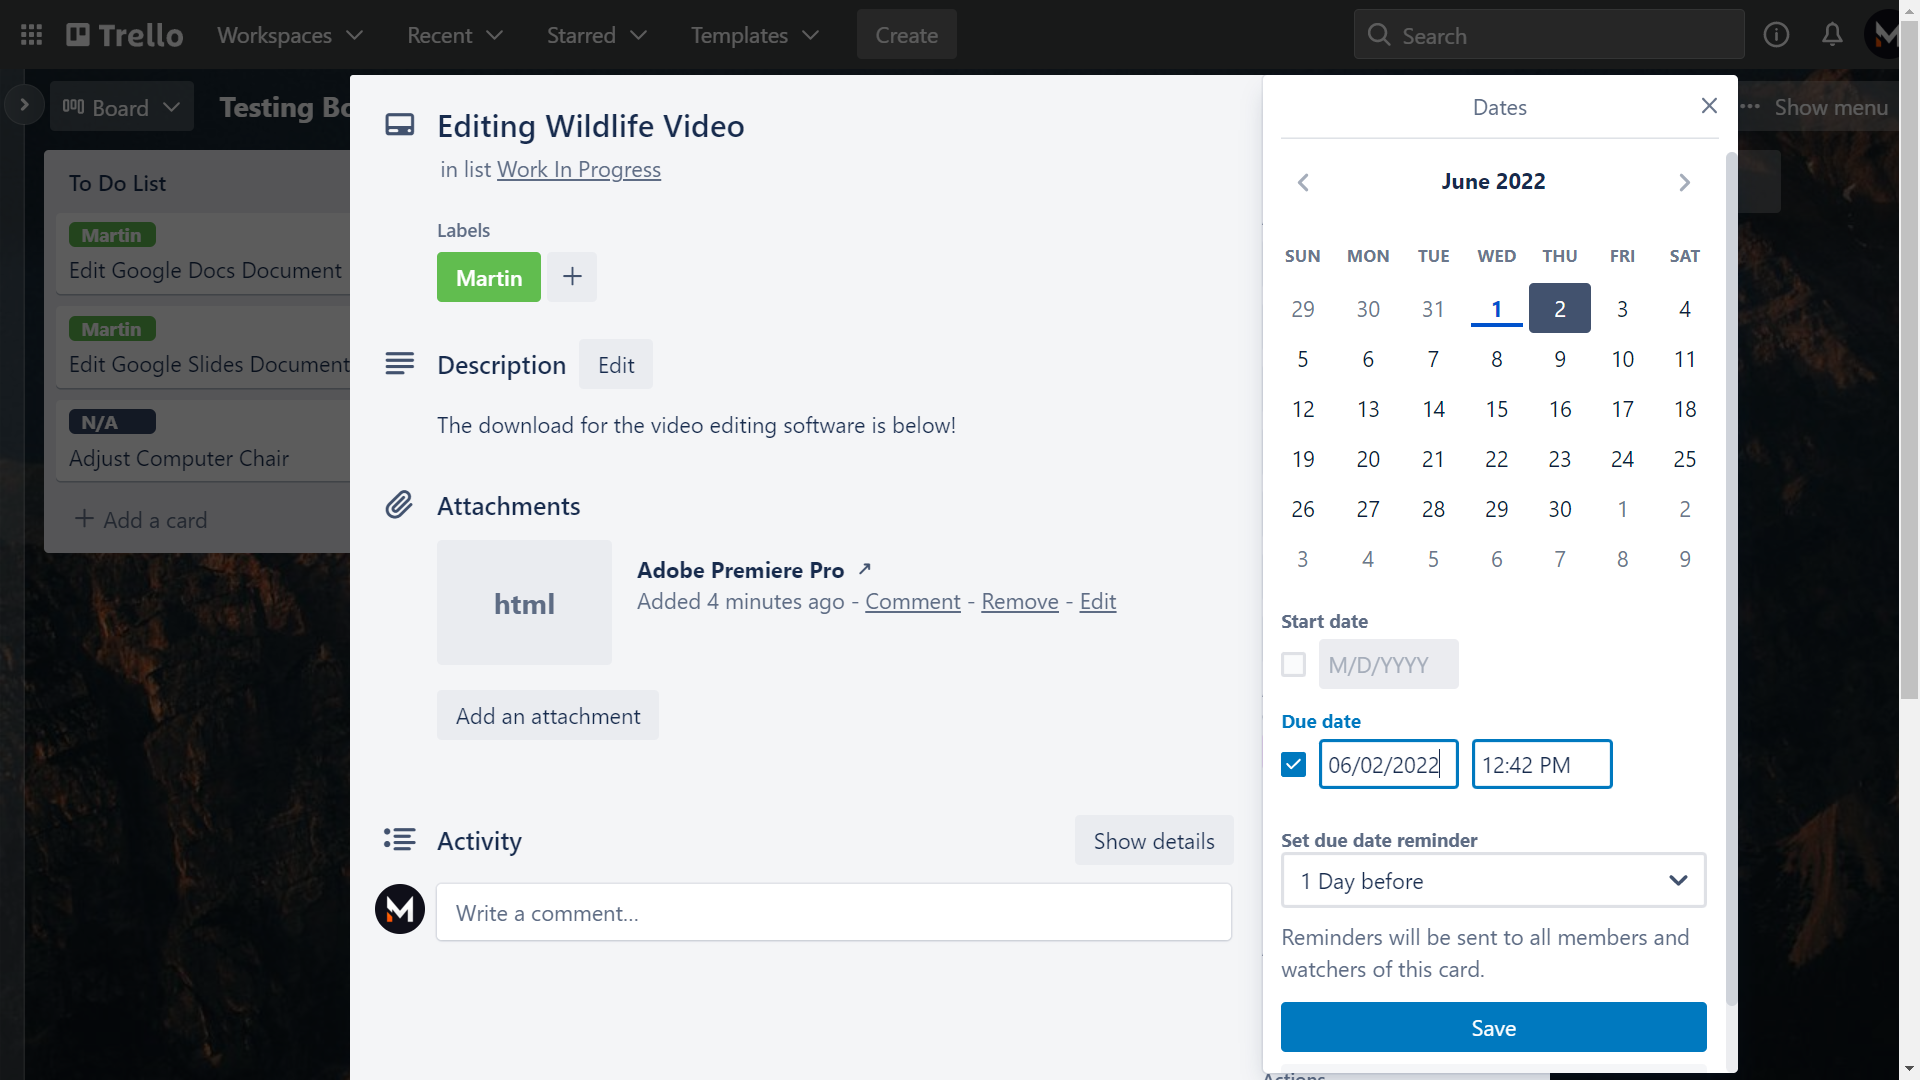 Trello
Workspaces
Recent
Starred
Templates
Create
Search
Board
Testing Bo
Show menu
To Do List
Martin
Edit Google Docs Document
Martin
Edit Google Slides Document
N/A
Adjust Computer Chair
+ Add a card
Editing Wildlife Video
in list Work In Progress
Labels
Martin
+
Description
Edit
The download for the video editing software is below!
Attachments
html
Adobe Premiere Pro ↗
Added 4 minutes ago - Comment - Remove - Edit
Add an attachment
Activity
Show details
Write a comment...
Dates
June 2022
SUN MON TUE WED THU FRI SAT
29 30 31 1 2 3 4
5 6 7 8 9 10 11
12 13 14 15 16 17 18
19 20 21 22 23 24 25
26 27 28 29 30 1 2
3 4 5 6 7 8 9
Start date
M/D/YYYY
Due date
06/02/2022
12:42 PM
Set due date reminder
1 Day before
Reminders will be sent to all members and
watchers of this card.
Save
Actions